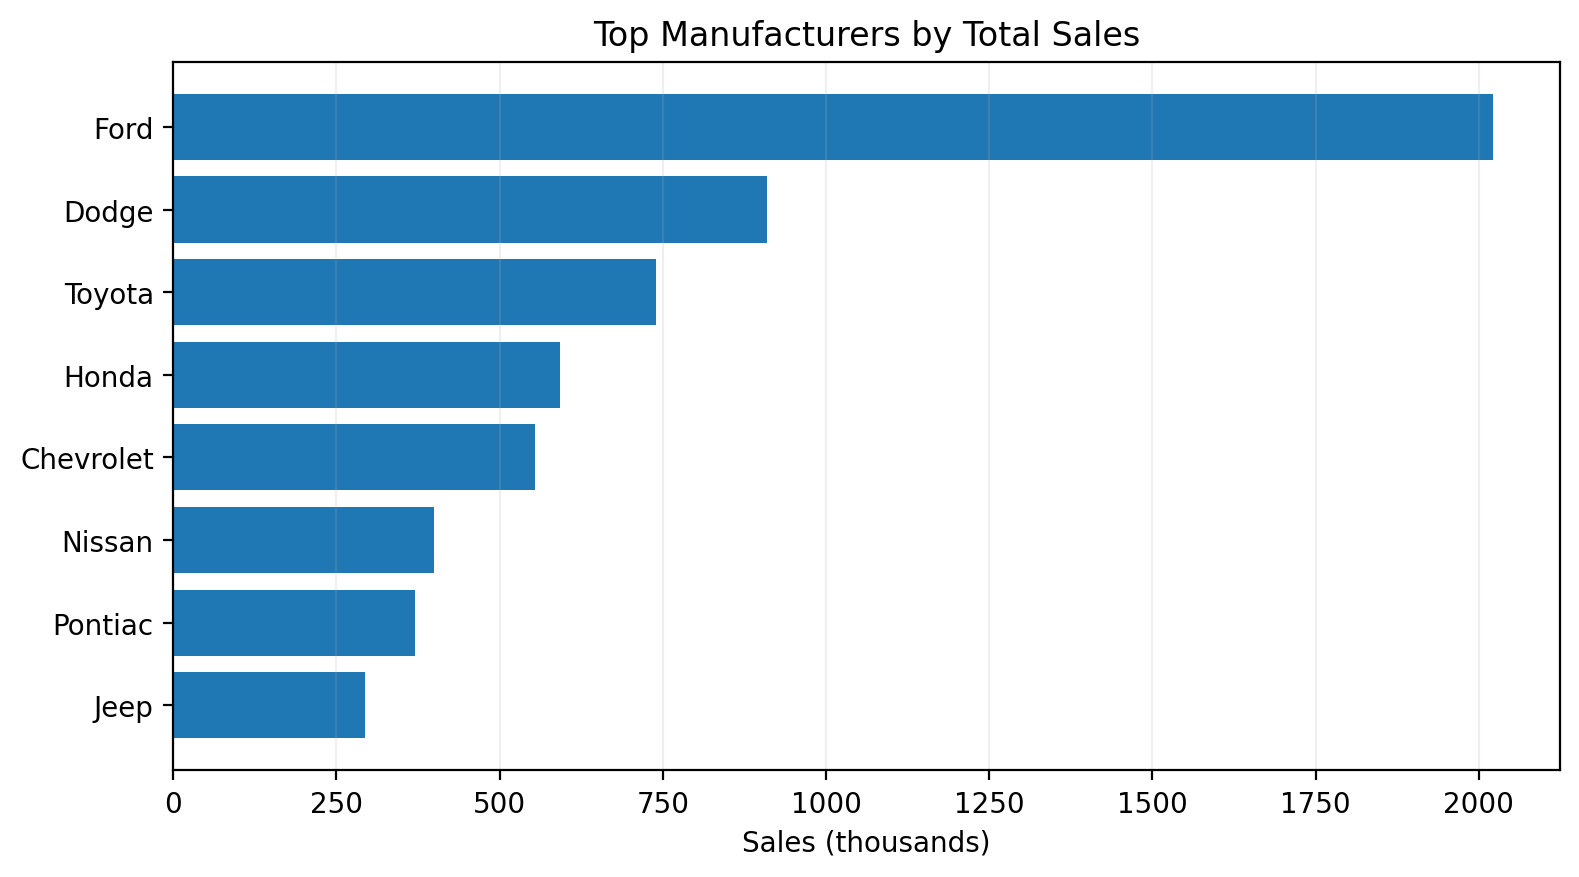 Top Manufacturers by Total Sales
Ford
Dodge
Toyota
Honda
Chevrolet
Nissan
Pontiac
Jeep
0 250 500 750 1000 1250 1500 1750 2000
Sales (thousands)